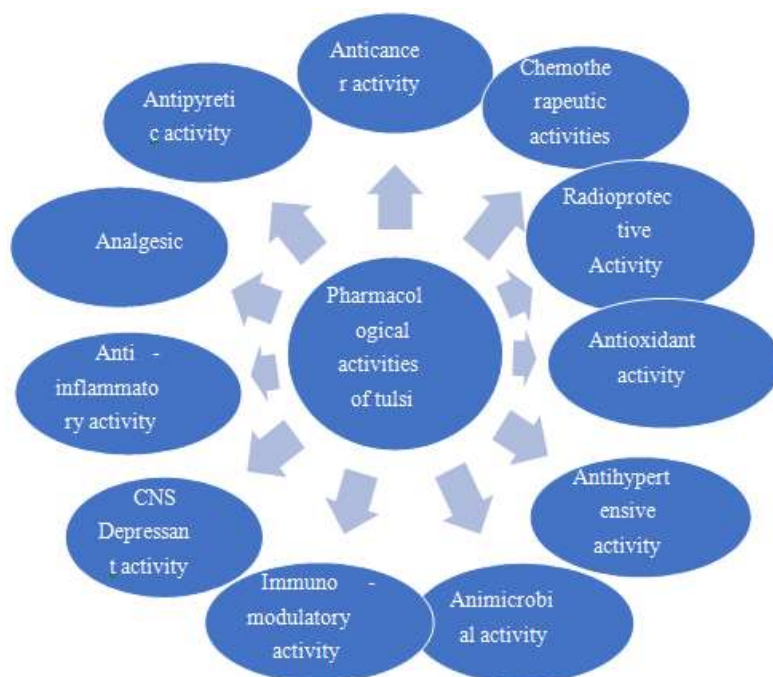 Anticance
r activity
Chemothe
rapeutic
activities
Radioprotec
tive
Activity
Antioxidant
activity
Antihypert
ensive
activity
Animicrobi
al activity
Immuno -
modulatory
activity
CNS
Depressan
t activity
Anti -
inflammato
ry activity
Analgesic
Antipyreti
c activity
Pharmacol
ogical
activities
of tulsi